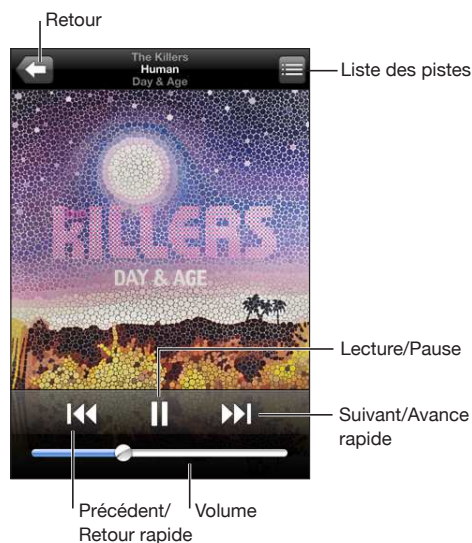 Retour
The Killers
Human
Day & Age
Liste des pistes
THE
KILLERS
DAY & AGE
Lecture/Pause
Suivant/Avance
rapide
Précédent/
Retour rapide
Volume